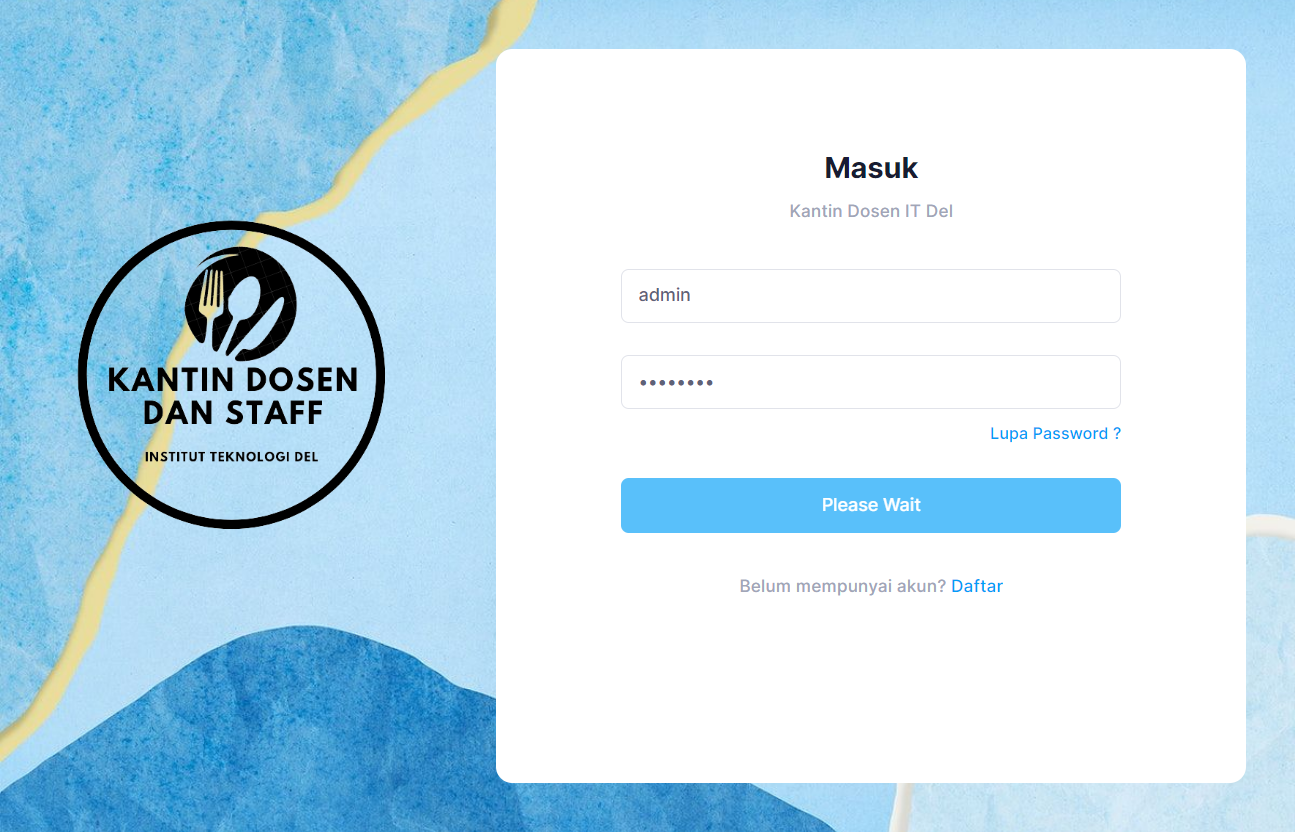 KANTIN DOSEN
DAN STAFF
INSTITUT TEKNOLOGI DEL
Masuk
Kantin Dosen IT Del
admin
••••••••
Lupa Password ?
Please Wait
Belum mempunyai akun? Daftar